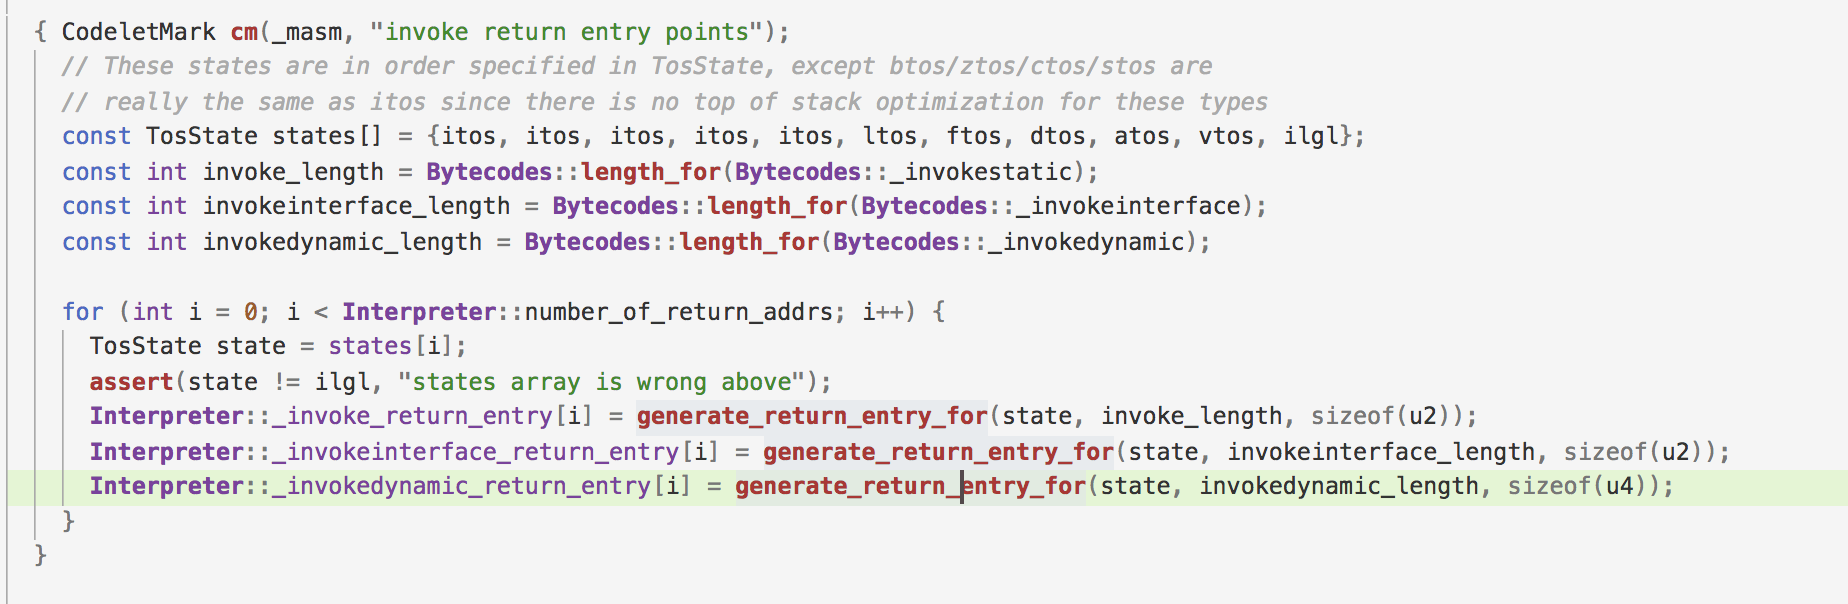 { CodeletMark cm(_masm, "invoke return entry points");
// These states are in order specified in TosState, except btos/ztos/ctos/stos are
// really the same as itos since there is no top of stack optimization for these types
const TosState states[] = {itos, itos, itos, itos, itos, ltos, ftos, dtos, atos, vtos, ilgl};
const int invoke_length = Bytecodes::length_for(Bytecodes::_invokestatic);
const int invokeinterface_length = Bytecodes::length_for(Bytecodes::_invokeinterface);
const int invokedynamic_length = Bytecodes::length_for(Bytecodes::_invokedynamic);
for (int i = 0; i < Interpreter::number_of_return_addrs; i++) {
TosState state = states[i];
assert(state != ilgl, "states array is wrong above");
Interpreter::_invoke_return_entry[i] = generate_return_entry_for(state, invoke_length, sizeof(u2));
Interpreter::_invokeinterface_return_entry[i] = generate_return_entry_for(state, invokeinterface_length, sizeof(u2));
Interpreter::_invokedynamic_return_entry[i] = generate_return_entry_for(state, invokedynamic_length, sizeof(u4));
}
}